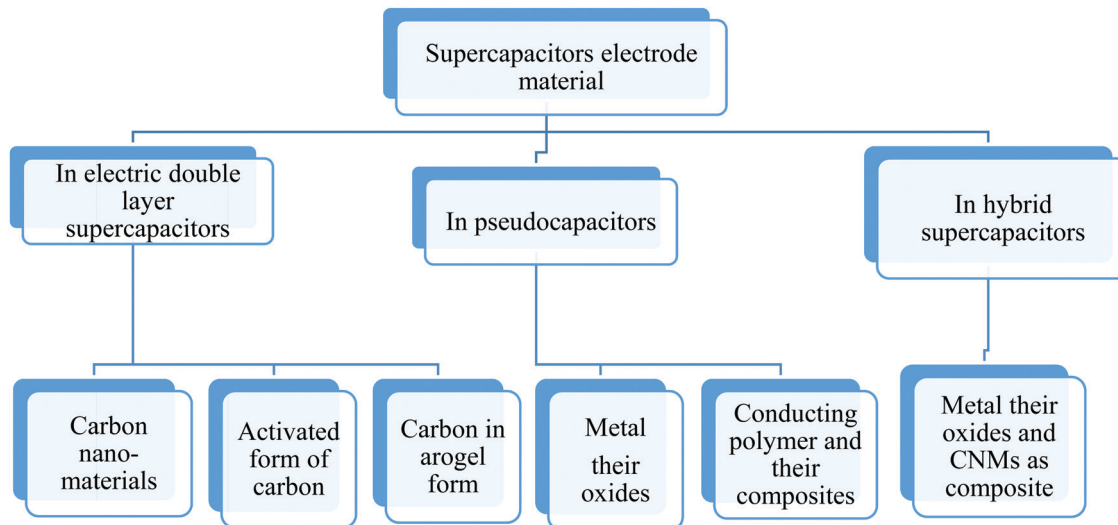 Supercapacitors electrode
material
In electric double
layer
supercapacitors
In pseudocapacitors
In hybrid
supercapacitors
Carbon
nano-
materials
Activated
form of
carbon
Carbon in
arogel form
Metal
their oxides
Conducting
polymer and
their
composites
Metal their
oxides and
CNMs as
composite